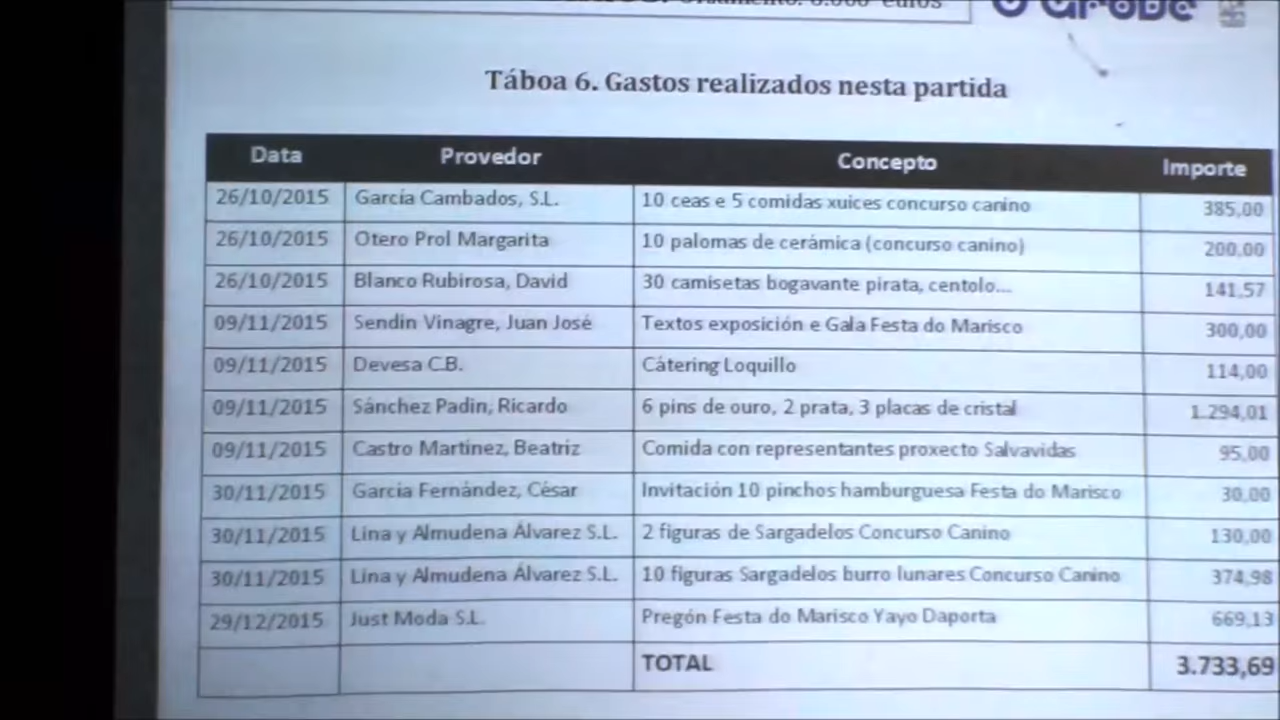 euros
O Grobe
Táboa 6. Gastos realizados nesta partida
Data Provedor Concepto Importe
26/10/2015 García Cambados, S.L. 10 ceas e 5 comidas xuices concurso canino 385,00
26/10/2015 Otero Prol Margarita 10 palomas de cerámica (concurso canino) 200,00
26/10/2015 Blanco Rubirosa, David 30 camisetas bogavante pirata, centolo... 141,57
09/11/2015 Sendin Vinagre, Juan José Textos exposición e Gala Festa do Marisco 300,00
09/11/2015 Devesa C.B. Cátering Loquillo 114,00
09/11/2015 Sánchez Padin, Ricardo 6 pins de ouro, 2 prata, 3 placas de cristal 1.294,01
09/11/2015 Castro Martínez, Beatriz Comida con representantes proxecto Salvavidas 95,00
30/11/2015 García Fernández, César Invitación 10 pinchos hamburguesa Festa do Marisco 30,00
30/11/2015 Lina y Almudena Álvarez S.L. 2 figuras de Sargadelos Concurso Canino 130,00
30/11/2015 Lina y Almudena Álvarez S.L. 10 figuras Sargadelos burro lunares Concurso Canino 374,98
29/12/2015 Just Moda S.L. Pregón Festa do Marisco Yayo Daporta 669,13
TOTAL 3.733,69